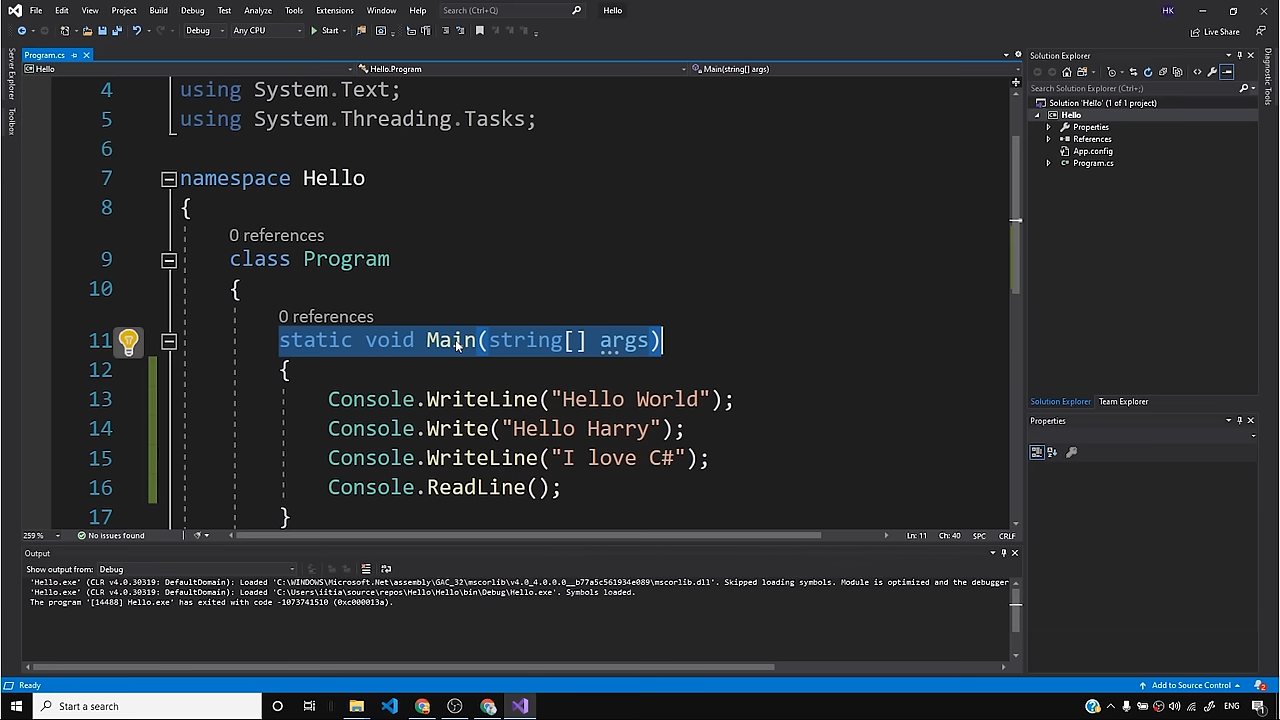 File Edit View Project Build Debug Test Analyze Tools Extensions Window Help Search (Ctrl+Q) Hello HK
Debug Any CPU Start Live Share
Server Explorer
Toolbox
Program.cs
Hello Hello.Program Main(string[] args)
4 using System.Text;
5 using System.Threading.Tasks;
6
7 namespace Hello
8 {
0 references
9 class Program
10 {
0 references
11 static void Main(string[] args)
12 {
13 Console.WriteLine("Hello World");
14 Console.Write("Hello Harry");
15 Console.WriteLine("I love C#");
16 Console.ReadLine();
17 }
259 % No issues found Ln: 11 Ch: 40 SPC CRLF
Solution Explorer
Search Solution Explorer (Ctrl+;)
Solution 'Hello' (1 of 1 project)
Hello
Properties
References
App.config
Program.cs
Solution Explorer Team Explorer
Properties
Diagnostic Tools
Output
Show output from: Debug
'Hello.exe' (CLR v4.0.30319: DefaultDomain): Loaded 'C:\WINDOWS\Microsoft.Net\assembly\GAC_32\mscorlib\v4.0_4.0.0.0__b77a5c561934e089\mscorlib.dll'. Skipped loading symbols. Module is optimized and the debugger
'Hello.exe' (CLR v4.0.30319: DefaultDomain): Loaded 'C:\Users\iitia\source\repos\Hello\Hello\bin\Debug\Hello.exe'. Symbols loaded.
The program '[14488] Hello.exe' has exited with code -1073741510 (0xc000013a).
Ready Add to Source Control 2
Start a search ENG